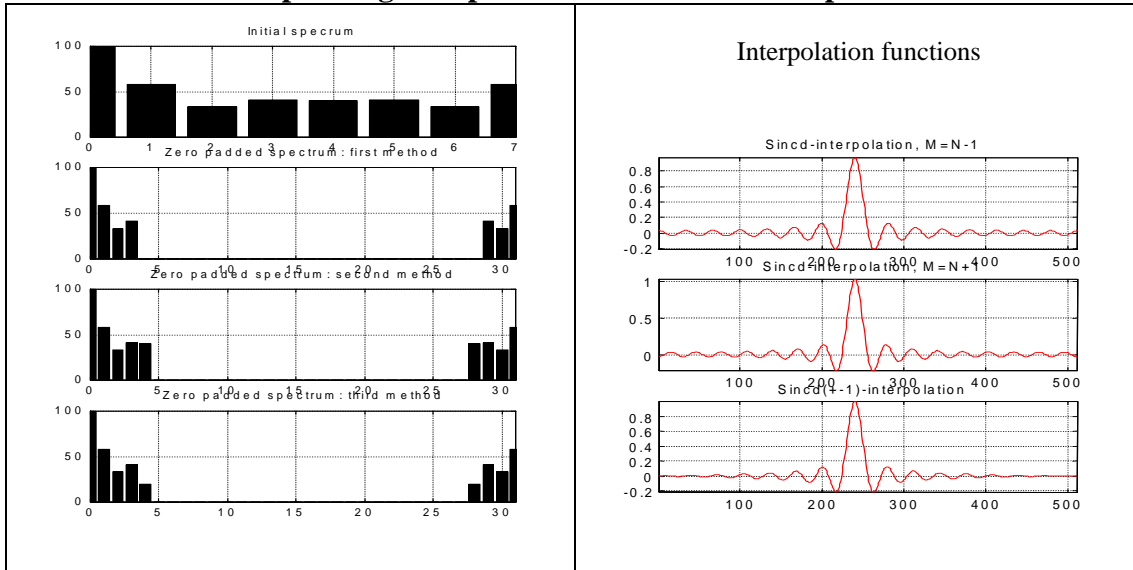 Initial specrum
100
50
0
0 1 2 3 4 5 6 7
Zero padded spectrum: first method
100
50
0
0 5 10 15 20 25 30
Zero padded spectrum: second method
100
50
0
0 5 10 15 20 25 30
Zero padded spectrum: third method
100
50
0
0 5 10 15 20 25 30
Interpolation functions
Sincd-interpolation, M=N-1
0.8
0.6
0.4
0.2
0
-0.2
100 200 300 400 500
Sincd-interpolation, M=N+1
1
0.5
0
100 200 300 400 500
Sincd(+-1)-interpolation
0.8
0.6
0.4
0.2
0
-0.2
100 200 300 400 500